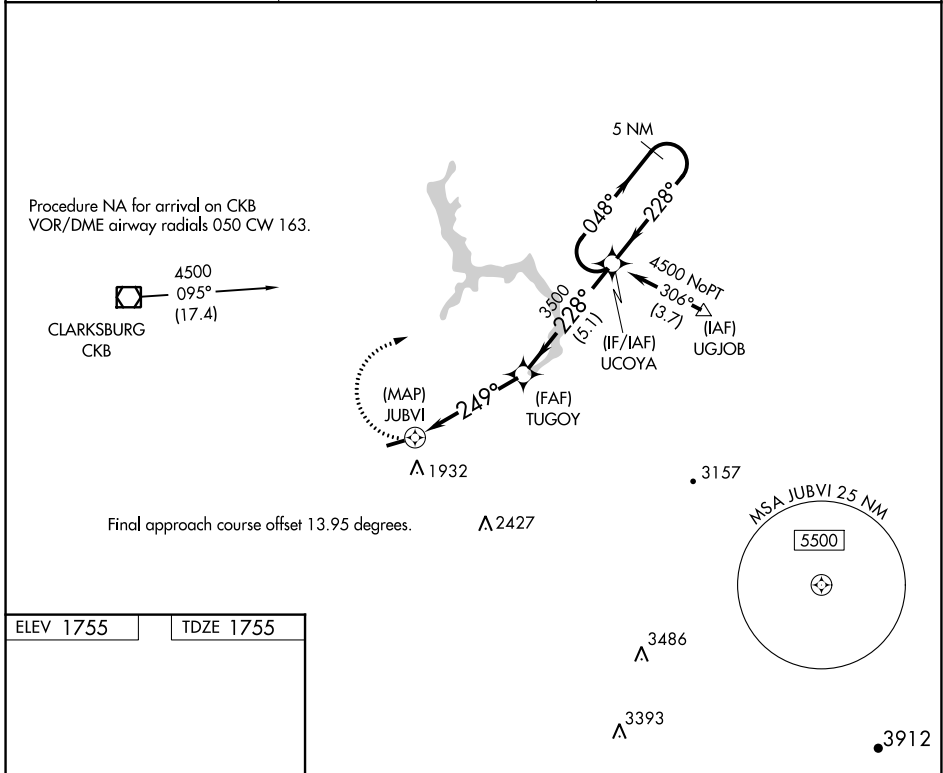 5 NM
Procedure NA for arrival on CKB
VOR/DME airway radials 050 CW 163.
048°
228°
4500
095°
(17.4)
CLARKSBURG
CKB
4500 NoPT
306°
(3.7)
(IAF)
UGJOB
3500
228°
(5.1)
(IF/IAF)
UCOYA
(MAP)
JUBVI
249°
(FAF)
TUGOY
1932
3157
Final approach course offset 13.95 degrees.
2427
MSA JUBVI 25 NM
5500
ELEV 1755
TDZE 1755
3486
3393
3912